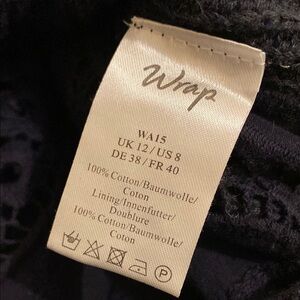 Wrap
WA15
UK 12/US 8
DE 38/FR 40
100% Cotton/Baumwolle/
Coton
Lining/Innenfutter/
Doublure
100% Cotton/Baumwolle/
Coton
P